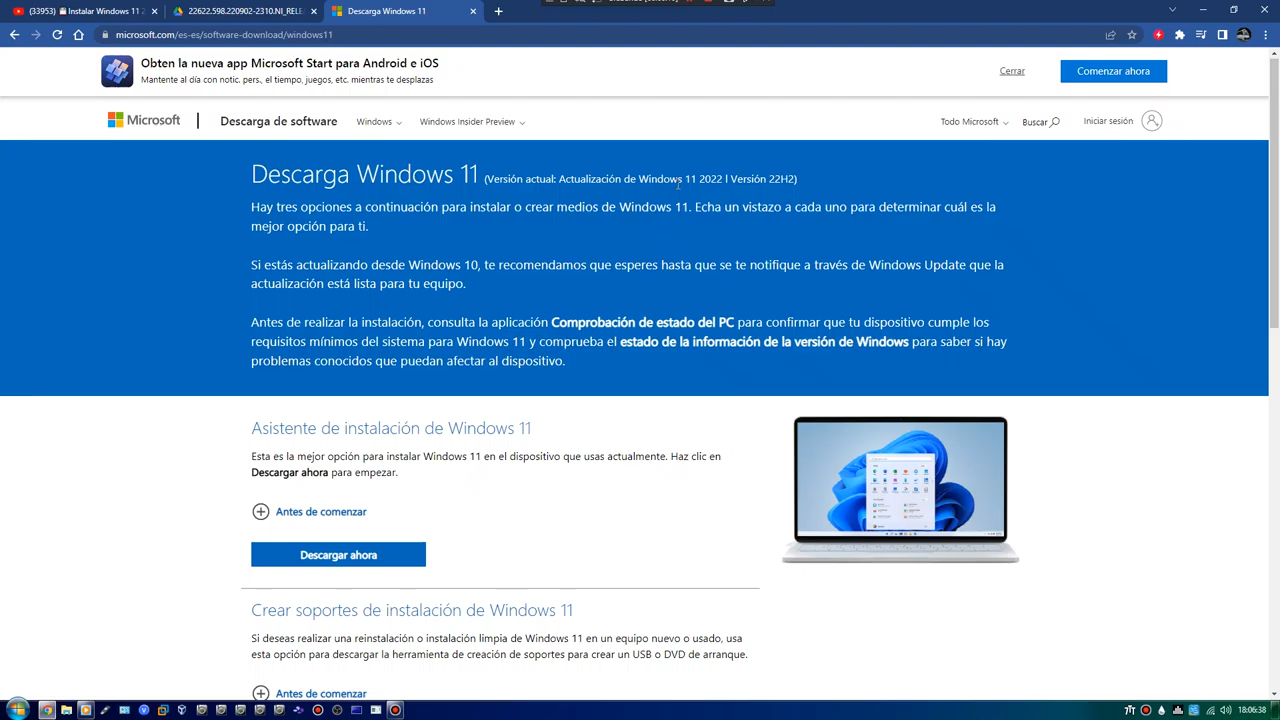 (33953) Instalar Windows 11 2
22622.598.220902-2310.NI_RELE
Descarga Windows 11
microsoft.com/es-es/software-download/windows11
Obten la nueva app Microsoft Start para Android e iOS
Mantente al día con notic. pers., el tiempo, juegos, etc. mientras te desplazas
Cerrar
Comenzar ahora
Microsoft
Descarga de software
Windows
Windows Insider Preview
Todo Microsoft
Buscar
Iniciar sesión
Descarga Windows 11 (Versión actual: Actualización de Windows 11 2022 l Versión 22H2)
Hay tres opciones a continuación para instalar o crear medios de Windows 11. Echa un vistazo a cada uno para determinar cuál es la
mejor opción para ti.
Si estás actualizando desde Windows 10, te recomendamos que esperes hasta que se te notifique a través de Windows Update que la
actualización está lista para tu equipo.
Antes de realizar la instalación, consulta la aplicación Comprobación de estado del PC para confirmar que tu dispositivo cumple los
requisitos mínimos del sistema para Windows 11 y comprueba el estado de la información de la versión de Windows para saber si hay
problemas conocidos que puedan afectar al dispositivo.
Asistente de instalación de Windows 11
Esta es la mejor opción para instalar Windows 11 en el dispositivo que usas actualmente. Haz clic en
Descargar ahora para empezar.
Antes de comenzar
Descargar ahora
Crear soportes de instalación de Windows 11
Si deseas realizar una reinstalación o instalación limpia de Windows 11 en un equipo nuevo o usado, usa
esta opción para descargar la herramienta de creación de soportes para crear un USB o DVD de arranque.
Antes de comenzar
18:06:38